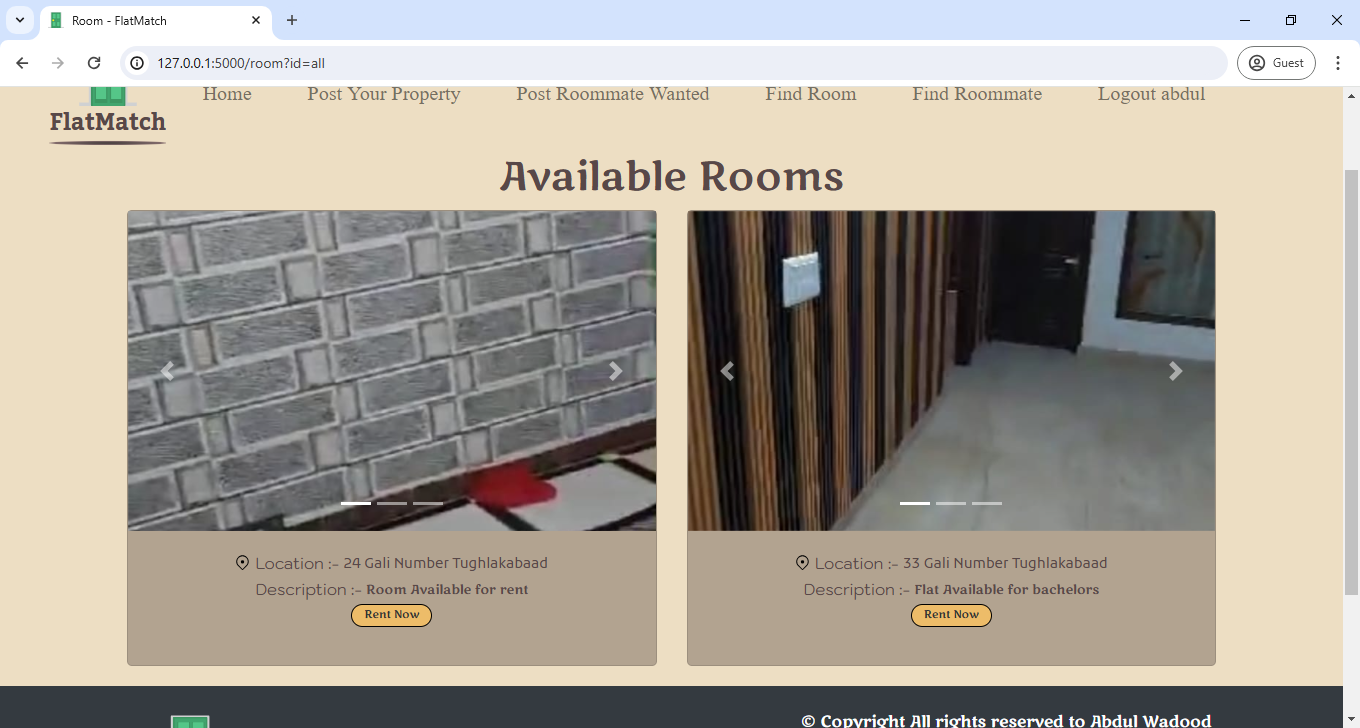 Room - FlatMatch
127.0.0.1:5000/room?id=all
Guest
Home Post Your Property Post Roommate Wanted Find Room Find Roommate Logout abdul
FlatMatch
Available Rooms
Location :- 24 Gali Number Tughlakabaad
Description :- Room Available for rent
Rent Now
Location :- 33 Gali Number Tughlakabaad
Description :- Flat Available for bachelors
Rent Now
© Copyright All rights reserved to Abdul Wadood